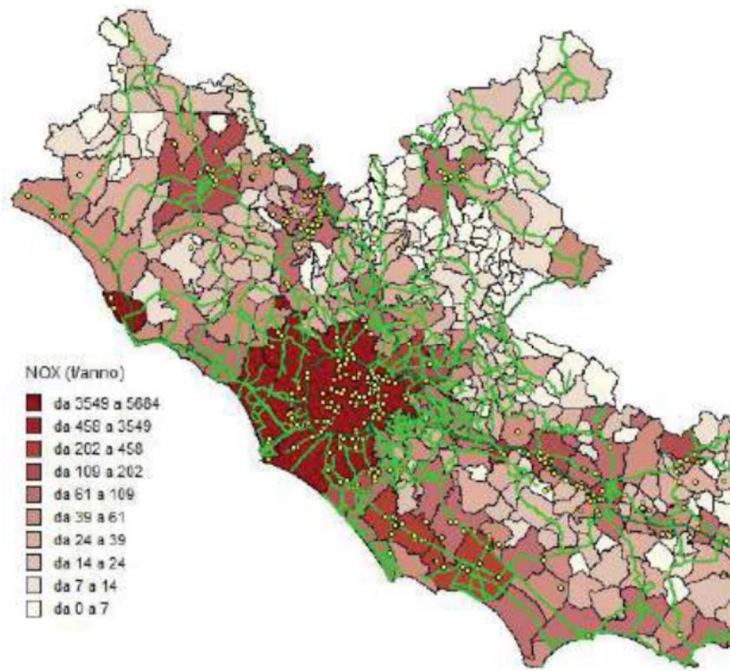 NOX (t/anno)
da 3549 a 5684
da 458 a 3549
da 202 a 458
da 109 a 202
da 61 a 109
da 39 a 61
da 24 a 39
da 14 a 24
da 7 a 14
da 0 a 7